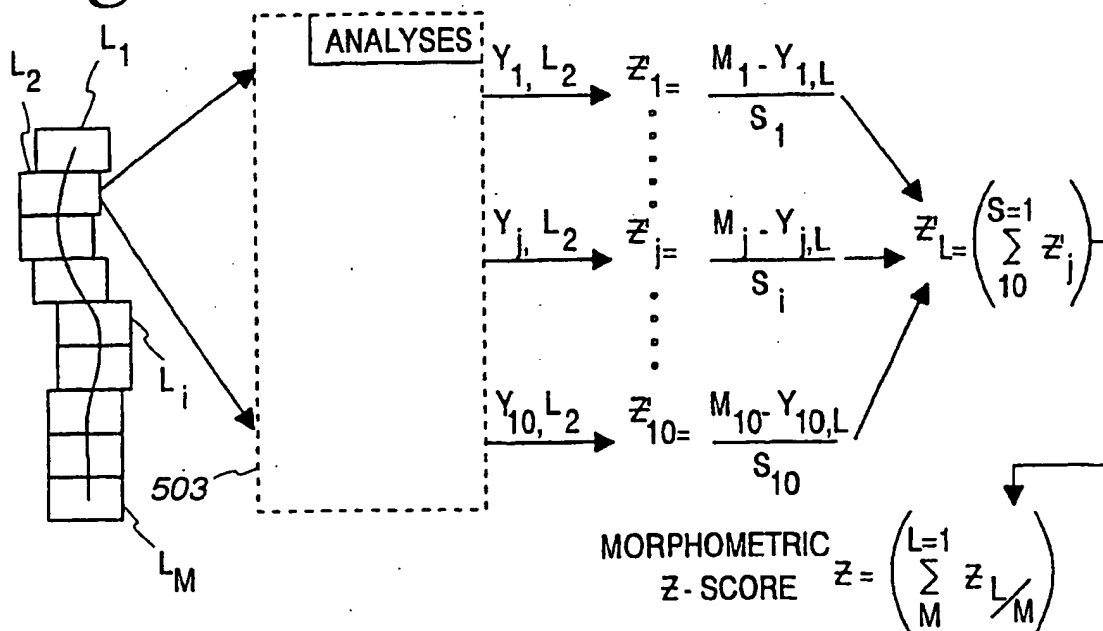 L1
L2
ANALYSES
Y1, L2
Z'1= M1 - Y1,L / S1
Yj, L2
Z'j= Mj - Yj,L / Si
Z'L= ( S=1 Σ 10 Z'j )
Li
Y10, L2
Z'10= M10 - Y10,L / S10
503
LM
MORPHOMETRIC
Z - SCORE Z = ( L=1 Σ M Z L/M )